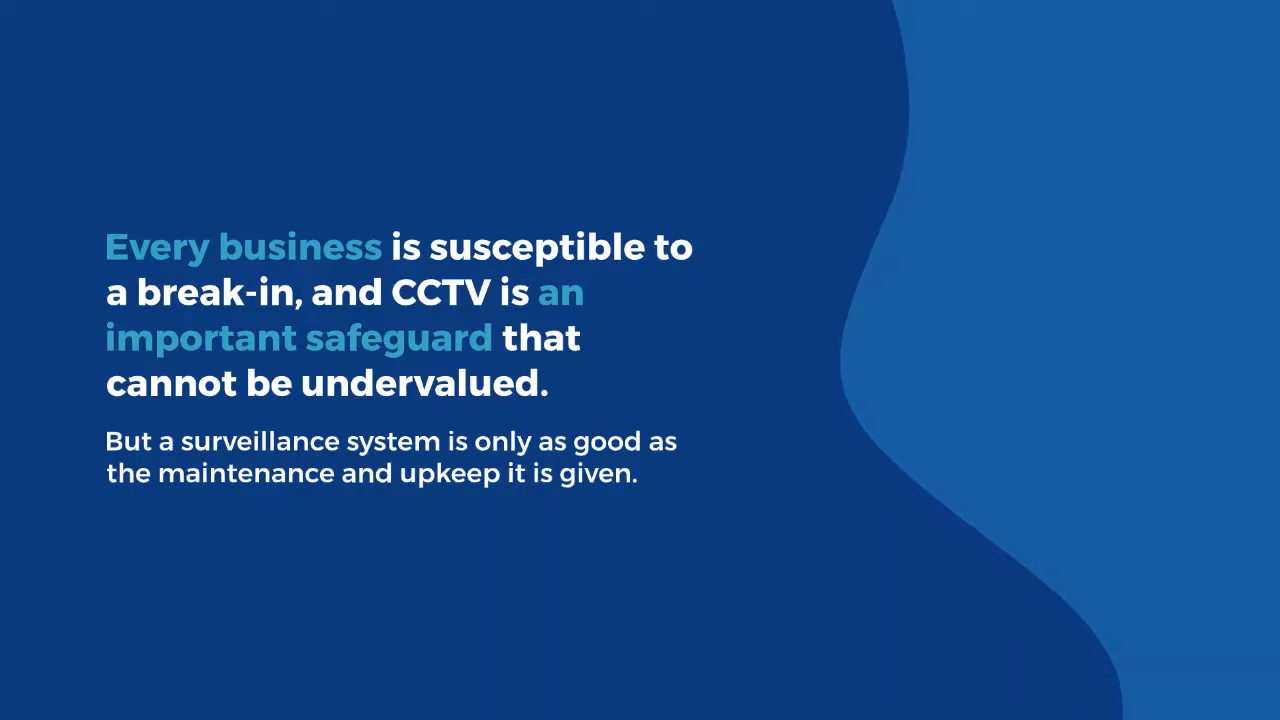 Every business is susceptible to
a break-in, and CCTV is an
important safeguard that
cannot be undervalued.
But a surveillance system is only as good as
the maintenance and upkeep it is given.